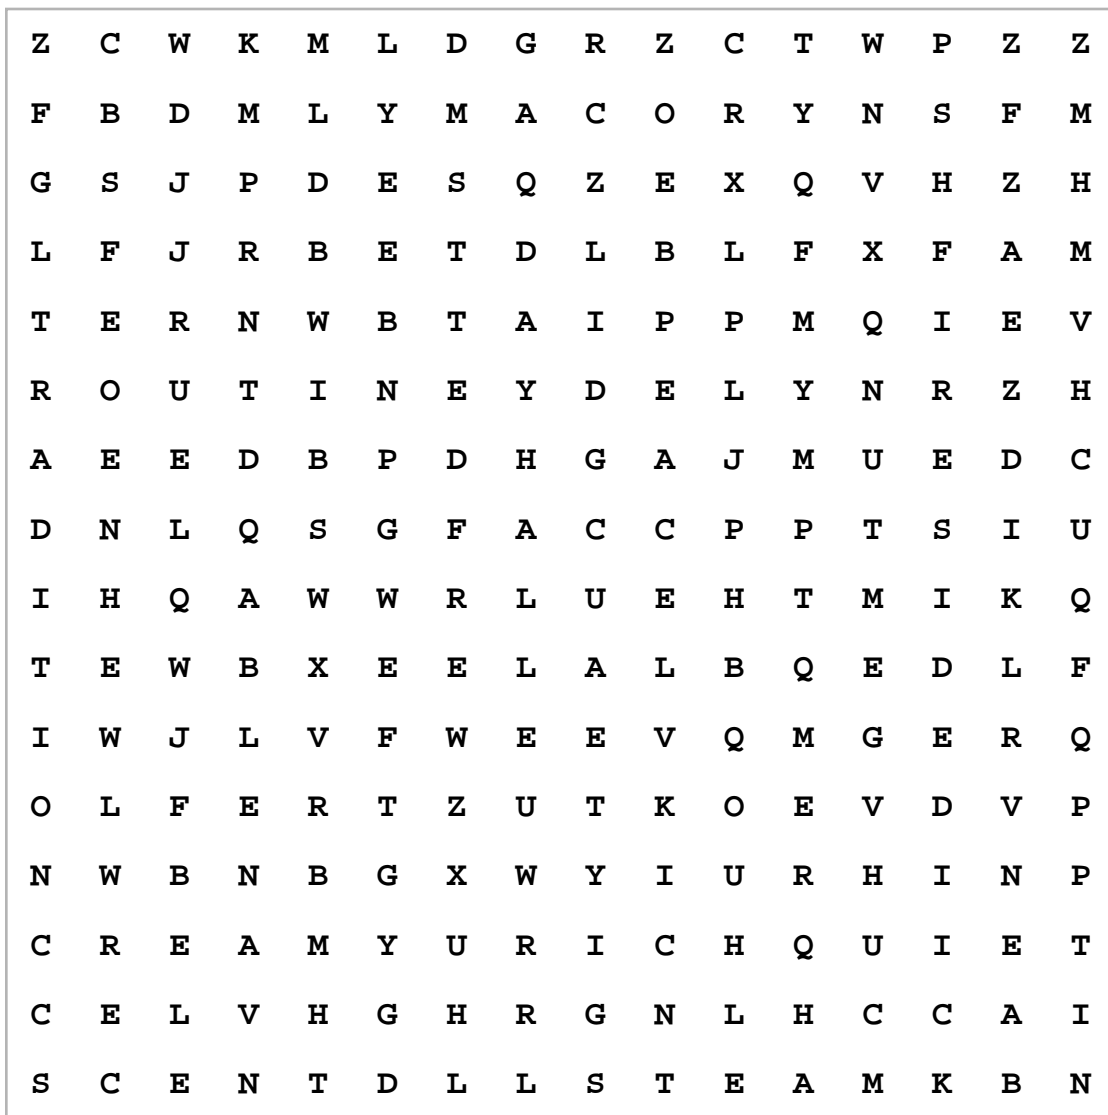 Z C W K M L D G R Z C T W P Z Z
F B D M L Y M A C O R Y N S F M
G S J P D E S Q Z E X Q V H Z H
L F J R B E T D L B L F X F A M
T E R N W B T A I P P M Q I E V
R O U T I N E Y D E L Y N R Z H
A E E D B P D H G A J M U E D C
D N L Q S G F A C C P P T S I U
I H Q A W W R L U E H T M I K Q
T E W B X E E L A L B Q E D L F
I W J L V F W E E V Q M G E R Q
O L F E R T Z U T K O E V D V P
N W B N B G X W Y I U R H I N P
C R E A M Y U R I C H Q U I E T
C E L V H G H R G N L H C C A I
S C E N T D L L S T E A M K B N